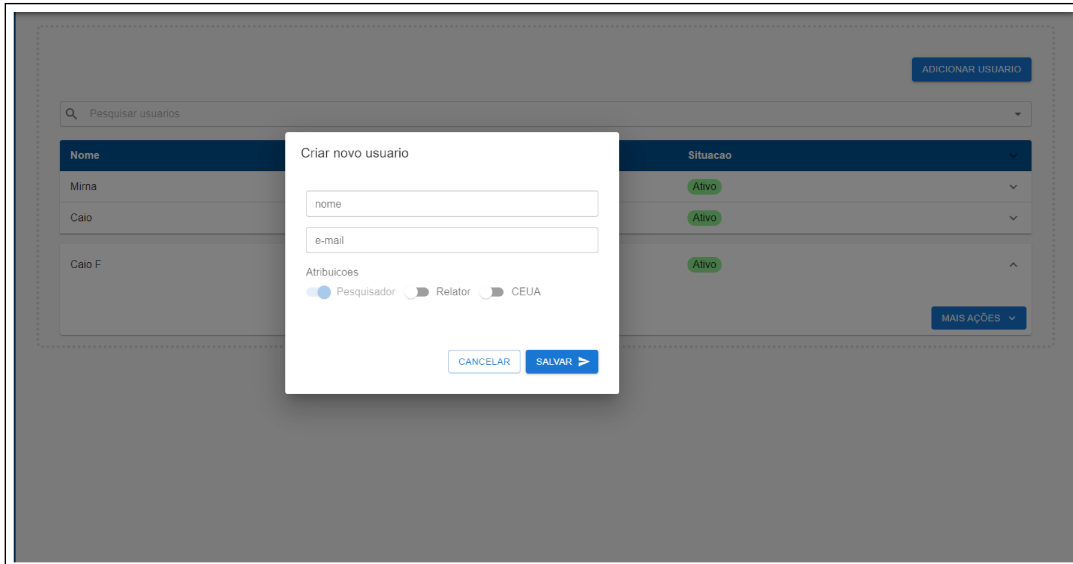 ADICIONAR USUARIO
Pesquisar usuarios
Nome Situacao
Mirna Ativo
Caio Ativo
Caio F Ativo
MAIS AÇÕES
Criar novo usuario
nome
e-mail
Atribuicoes
Pesquisador Relator CEUA
CANCELAR SALVAR